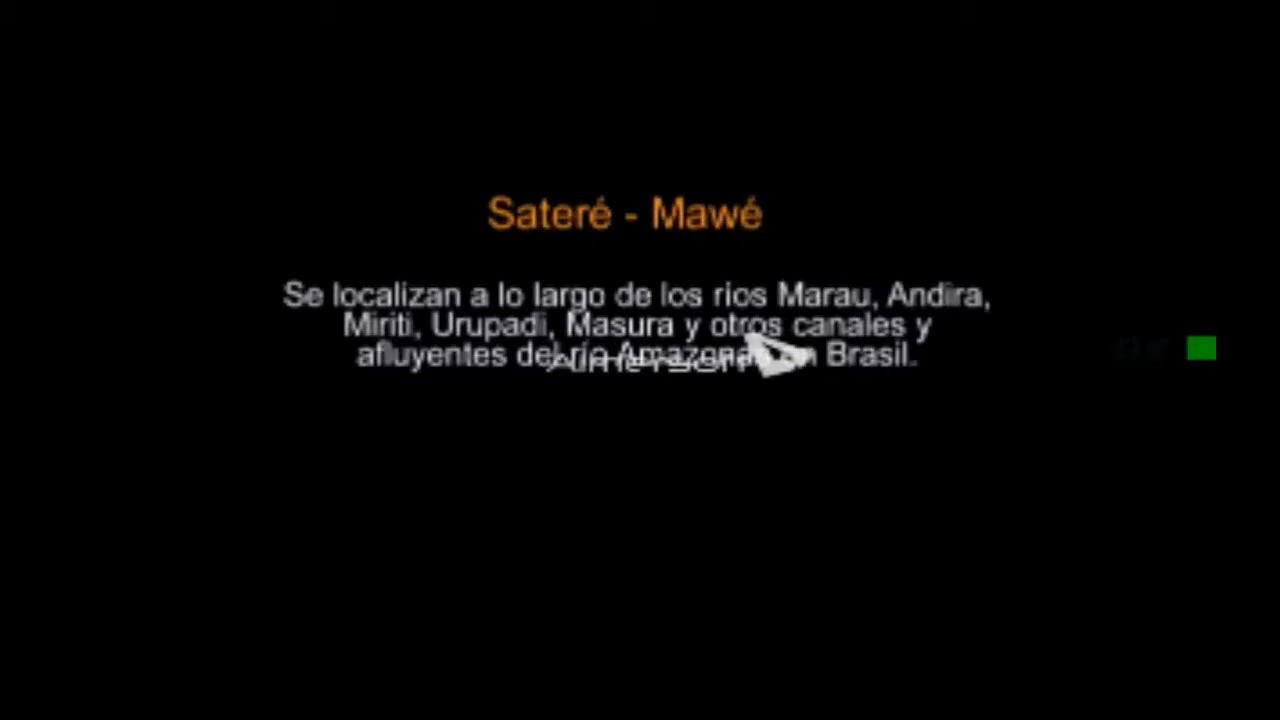 Sateré - Mawé
Se localizan a lo largo de los rios Marau, Andira,
Miriti, Urupadi, Masura y otros canales y
afluyentes del río Amazonas en Brasil.